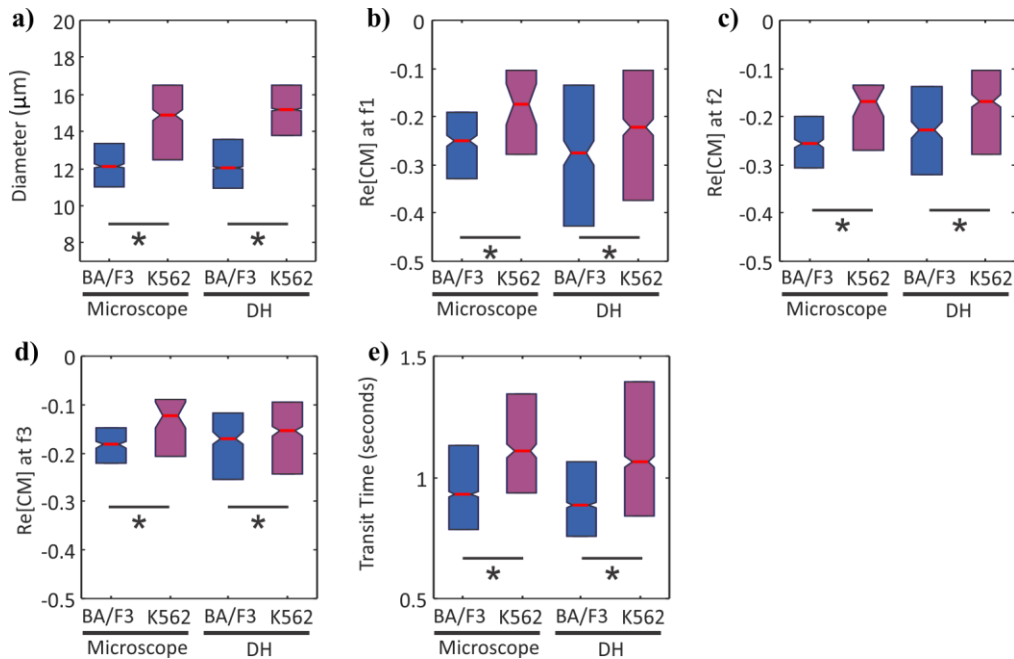 a)
Diameter (μm)
20
18
16
14
12
10
8
*
*
BA/F3 K562 BA/F3 K562
Microscope DH
b)
Re[CM] at f1
0
-0.1
-0.2
-0.3
-0.4
-0.5
*
*
BA/F3 K562 BA/F3 K562
Microscope DH
c)
Re[CM] at f2
0
-0.1
-0.2
-0.3
-0.4
-0.5
*
*
BA/F3 K562 BA/F3 K562
Microscope DH
d)
Re[CM] at f3
0
-0.1
-0.2
-0.3
-0.4
-0.5
*
*
BA/F3 K562 BA/F3 K562
Microscope DH
e)
Transit Time (seconds)
1.5
1
0.5
*
*
BA/F3 K562 BA/F3 K562
Microscope DH